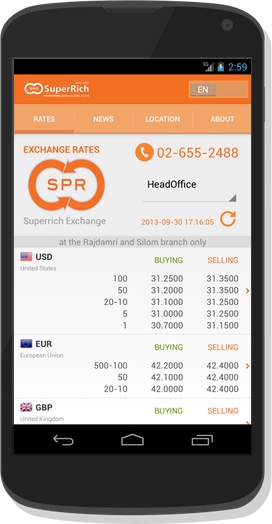 3G 2:59
SPR SuperRich EN
RATES NEWS LOCATION ABOUT
EXCHANGE RATES 02-655-2488
SPR HeadOffice
Superrich Exchange 2013-09-30 17:16:05
at the Rajdamri and Silom branch only
USD BUYING SELLING
United States
100 31.2500 31.3500
50 31.2000 31.3500
20-10 31.1000 31.2500
5 31.0000 31.2500
1 30.7000 31.1500
EUR BUYING SELLING
European Union
500-100 42.2000 42.4000
50 42.1000 42.4000
20-10 42.0000 42.4000
GBP BUYING SELLING
United Kingdom